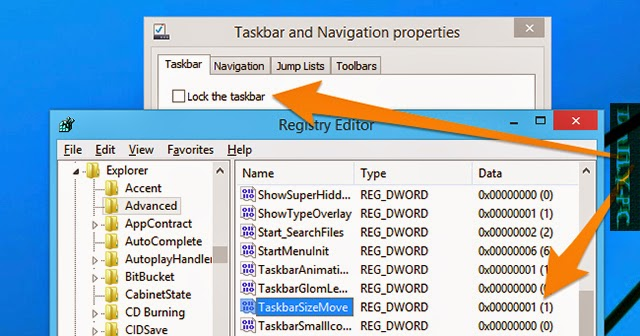 Taskbar and Navigation properties
Taskbar Navigation Jump Lists Toolbars
Lock the taskbar
Registry Editor
File Edit View Favorites Help
Explorer
Accent
Advanced
AppContract
AutoComplete
AutoplayHandler
BitBucket
CabinetState
CD Burning
CIDSave
Name Type Data
ShowSuperHidd... REG_DWORD 0x00000000 (0)
ShowTypeOverlay REG_DWORD 0x00000001 (1)
Start_SearchFiles REG_DWORD 0x00000002 (2)
StartMenuInit REG_DWORD 0x00000006 (6)
TaskbarAnimati... REG_DWORD 0x00000001 (1)
TaskbarGlomLe... REG_DWORD 0x00000000 (0)
TaskbarSizeMove REG_DWORD 0x00000001 (1)
TaskbarSmallIco... REG_DWORD 0x00000000 (0)